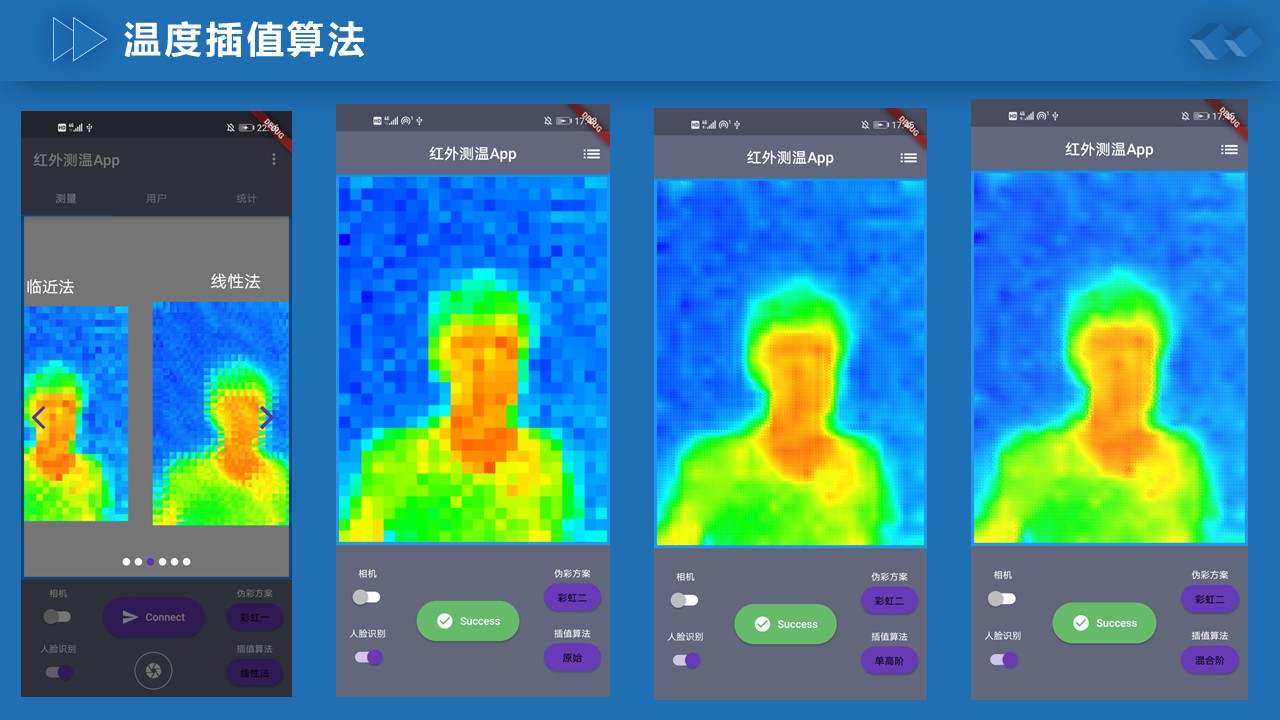 温度插值算法
红外测温App
测量
用户
统计
临近法
线性法
相机
Connect
伪彩方案
彩虹一
人脸识别
插值算法
线性法
DEBUG
红外测温App
相机
伪彩方案
彩虹二
Success
人脸识别
插值算法
原始
DEBUG
红外测温App
相机
伪彩方案
彩虹二
Success
人脸识别
插值算法
单高阶
DEBUG
红外测温App
相机
伪彩方案
彩虹二
Success
人脸识别
插值算法
混合阶
DEBUG